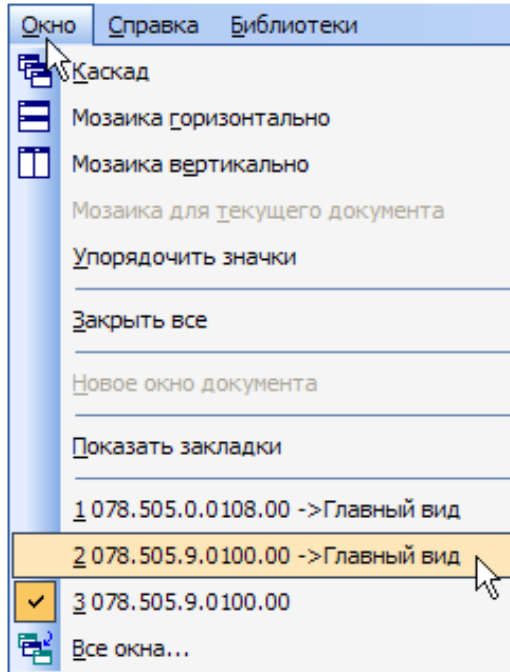 Окно Справка Библиотеки
Каскад
Мозаика горизонтально
Мозаика вертикально
Мозаика для текущего документа
Упорядочить значки
Закрыть все
Новое окно документа
Показать закладки
1 078.505.0.0108.00 ->Главный вид
2 078.505.9.0100.00 ->Главный вид
3 078.505.9.0100.00
Все окна...